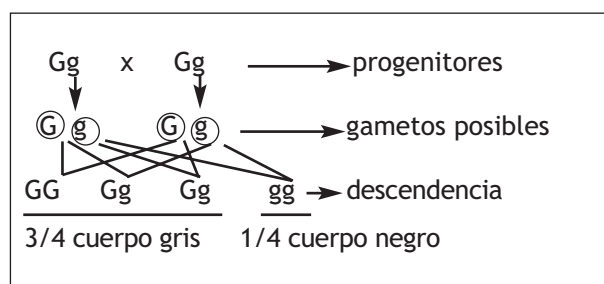 Gg x Gg progenitores
G g G g gametos posibles
GG Gg Gg gg descendencia
3/4 cuerpo gris 1/4 cuerpo negro